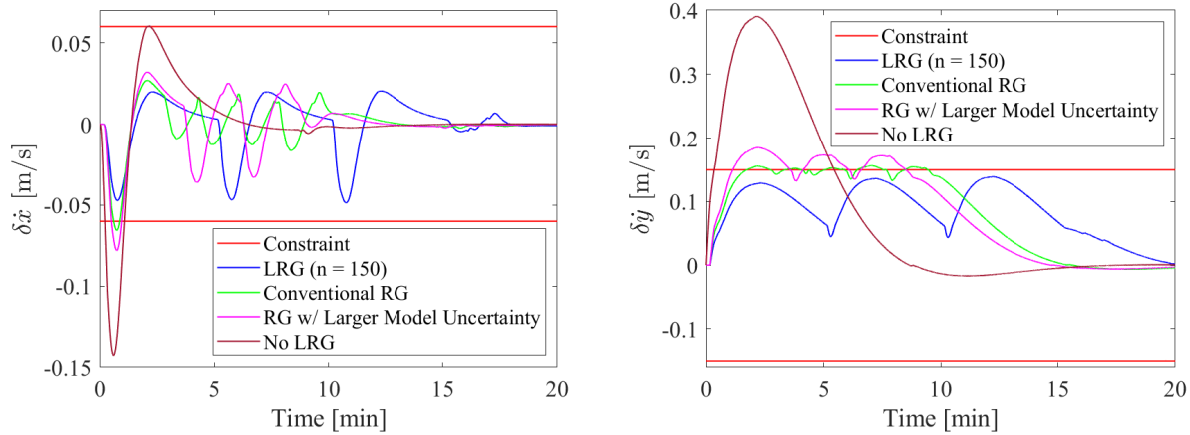 0.05
0
-0.05
-0.1
-0.15
δẋ [m/s]
Constraint
LRG (n = 150)
Conventional RG
RG w/ Larger Model Uncertainty
No LRG
0 5 10 15 20
Time [min]
0.4
0.3
0.2
0.1
0
-0.1
δẏ [m/s]
Constraint
LRG (n = 150)
Conventional RG
RG w/ Larger Model Uncertainty
No LRG
0 5 10 15 20
Time [min]